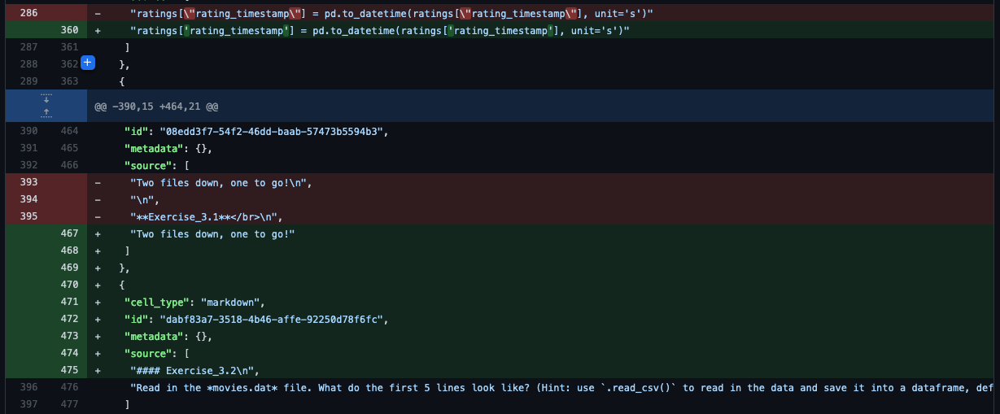 286 - "ratings[\"rating_timestamp\"] = pd.to_datetime(ratings[\"rating_timestamp\"], unit='s')"
360 + "ratings['rating_timestamp'] = pd.to_datetime(ratings['rating_timestamp'], unit='s')"
287 361 ]
288 362 + },
289 363 {
@@ -390,15 +464,21 @@
390 464 "id": "08edd3f7-54f2-46dd-baab-57473b5594b3",
391 465 "metadata": {},
392 466 "source": [
393 - "Two files down, one to go!\n",
394 - "\n",
395 - "**Exercise_3.1**</br>\n",
467 + "Two files down, one to go!"
468 + ]
469 + },
470 + {
471 + "cell_type": "markdown",
472 + "id": "dabf83a7-3518-4b46-affe-92250d78f6fc",
473 + "metadata": {},
474 + "source": [
475 + "#### Exercise_3.2\n",
396 476 "Read in the *movies.dat* file. What do the first 5 lines look like? (Hint: use `.read_csv()` to read in the data and save it into a dataframe, def
397 477 ]